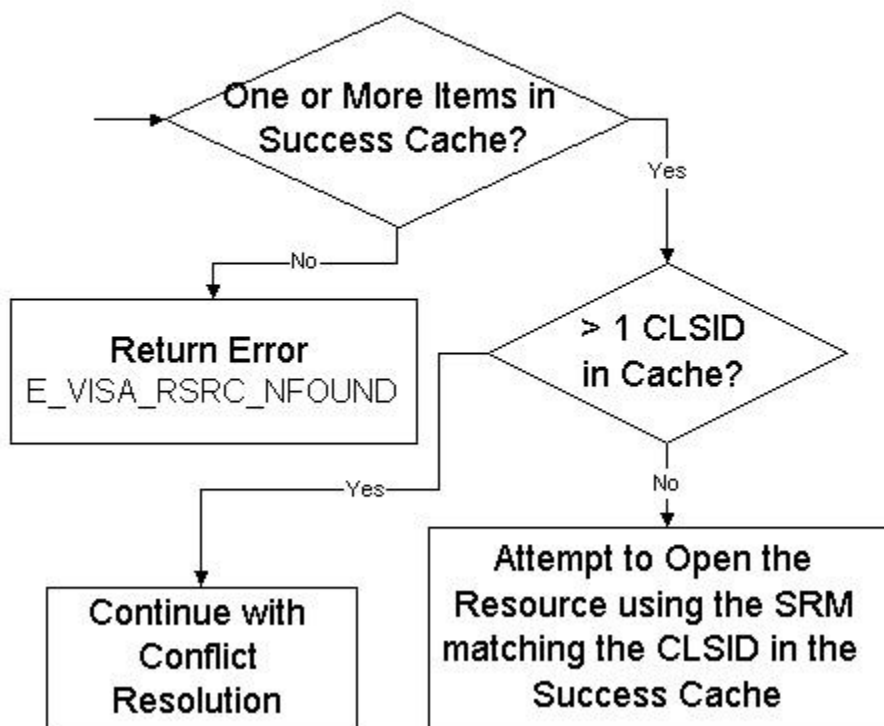 One or More Items in
Success Cache?
Yes
No
Return Error
E_VISA_RSRC_NFOUND
> 1 CLSID
in Cache?
Yes
No
Continue with
Conflict
Resolution
Attempt to Open the
Resource using the SRM
matching the CLSID in the
Success Cache